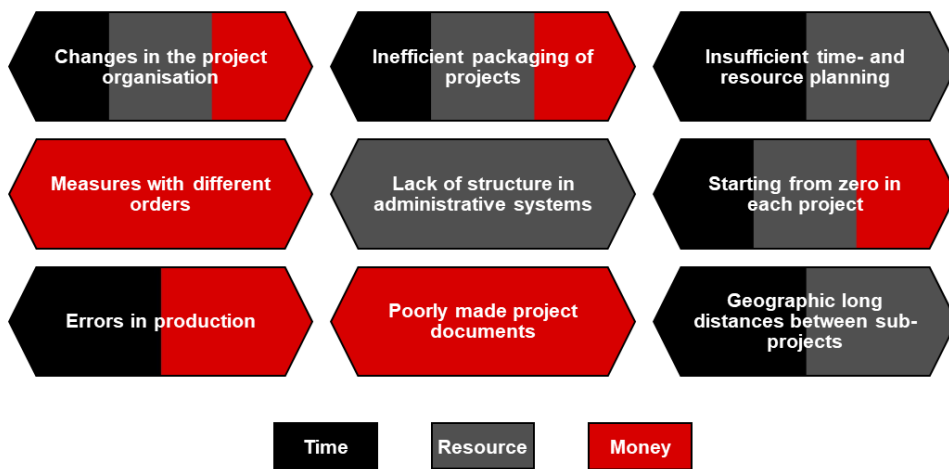 Changes in the project
organisation
Inefficient packaging of
projects
Insufficient time- and
resource planning
Measures with different
orders
Lack of structure in
administrative systems
Starting from zero in
each project
Errors in production
Poorly made project
documents
Geographic long
distances between sub-
projects
Time
Resource
Money